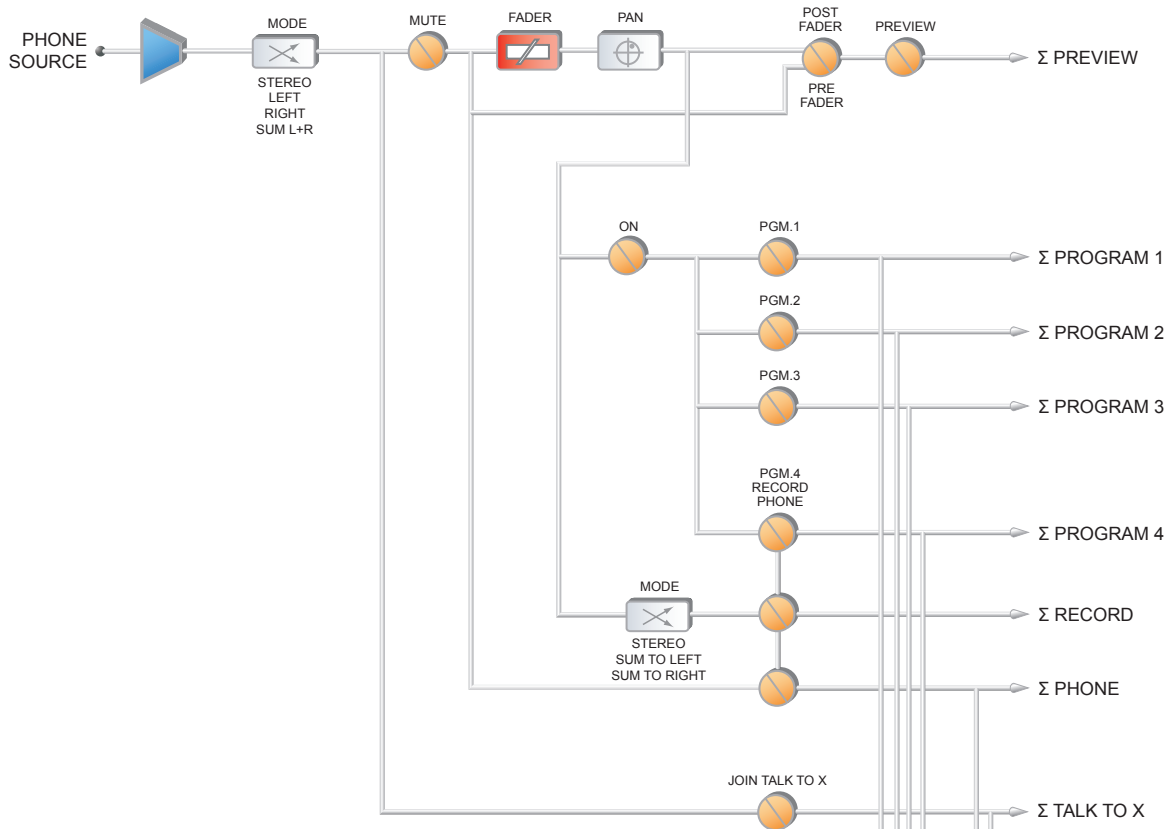 PHONE
SOURCE
MODE
STEREO
LEFT
RIGHT
SUM L+R
MUTE
FADER
PAN
POST
FADER
PRE
FADER
PREVIEW
Σ PREVIEW
ON
PGM.1
Σ PROGRAM 1
PGM.2
Σ PROGRAM 2
PGM.3
Σ PROGRAM 3
PGM.4
RECORD
PHONE
Σ PROGRAM 4
MODE
STEREO
SUM TO LEFT
SUM TO RIGHT
Σ RECORD
Σ PHONE
JOIN TALK TO X
Σ TALK TO X